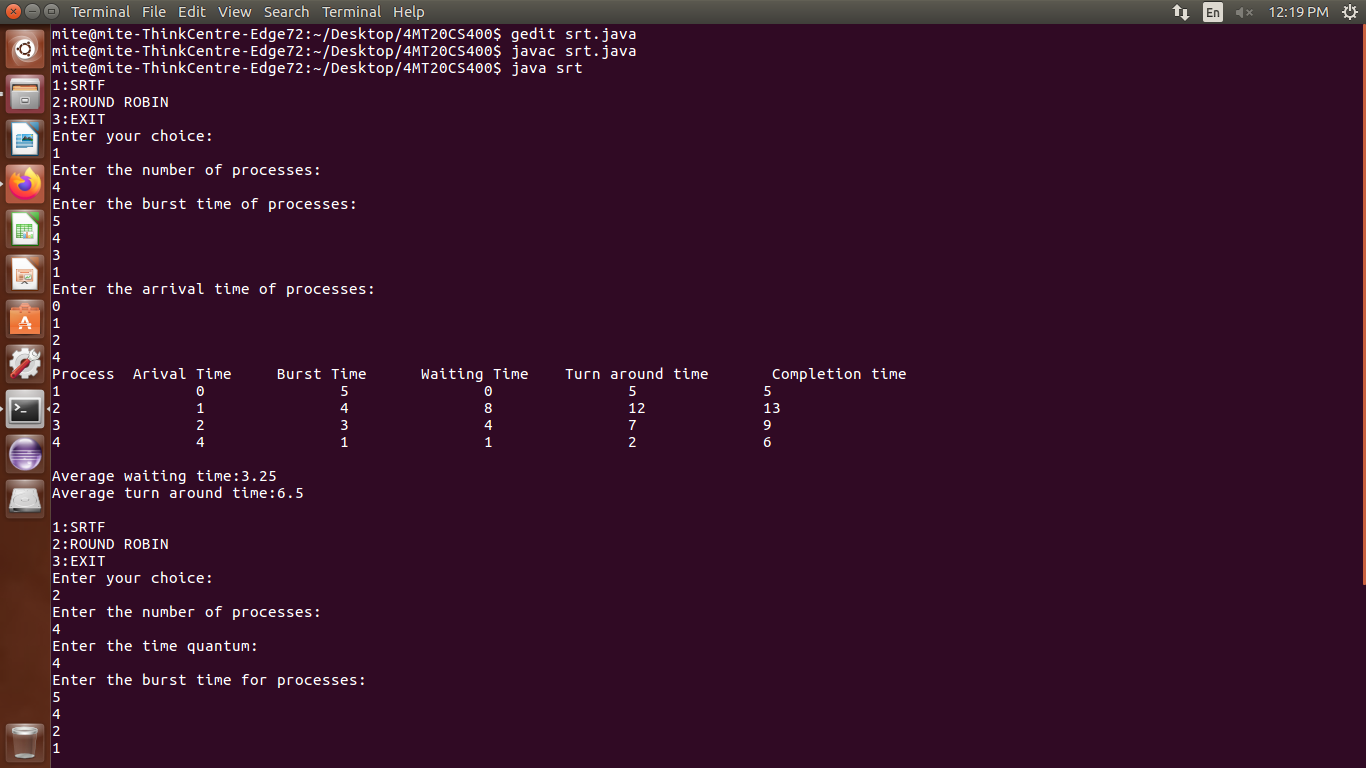 Terminal File Edit View Search Terminal Help En 12:19 PM
mite@mite-ThinkCentre-Edge72:~/Desktop/4MT20CS400$ gedit srt.java
mite@mite-ThinkCentre-Edge72:~/Desktop/4MT20CS400$ javac srt.java
mite@mite-ThinkCentre-Edge72:~/Desktop/4MT20CS400$ java srt
1:SRTF
2:ROUND ROBIN
3:EXIT
Enter your choice:
1
Enter the number of processes:
4
Enter the burst time of processes:
5
4
3
1
Enter the arrival time of processes:
0
1
2
4
Process  Arival Time     Burst Time      Waiting Time    Turn around time       Completion time
1               0               5               0               5              5
2               1               4               8               12             13
3               2               3               4               7              9
4               4               1               1               2              6
Average waiting time:3.25
Average turn around time:6.5
1:SRTF
2:ROUND ROBIN
3:EXIT
Enter your choice:
2
Enter the number of processes:
4
Enter the time quantum:
4
Enter the burst time for processes:
5
4
2
1